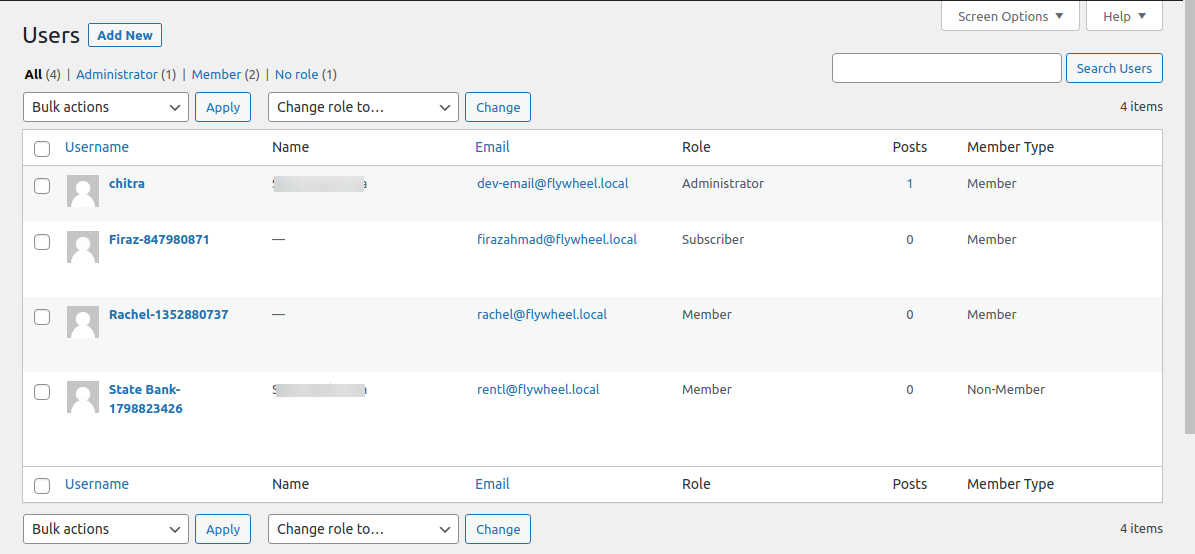 Screen Options Help
Users Add New
All (4) | Administrator (1) | Member (2) | No role (1)
Search Users
Bulk actions Apply Change role to... Change 4 items
Username Name Email Role Posts Member Type
chitra dev-email@flywheel.local Administrator 1 Member
Firaz-847980871 — firazahmad@flywheel.local Subscriber 0 Member
Rachel-1352880737 — rachel@flywheel.local Member 0 Member
State Bank- rentl@flywheel.local Member 0 Non-Member
1798823426
Username Name Email Role Posts Member Type
Bulk actions Apply Change role to... Change 4 items